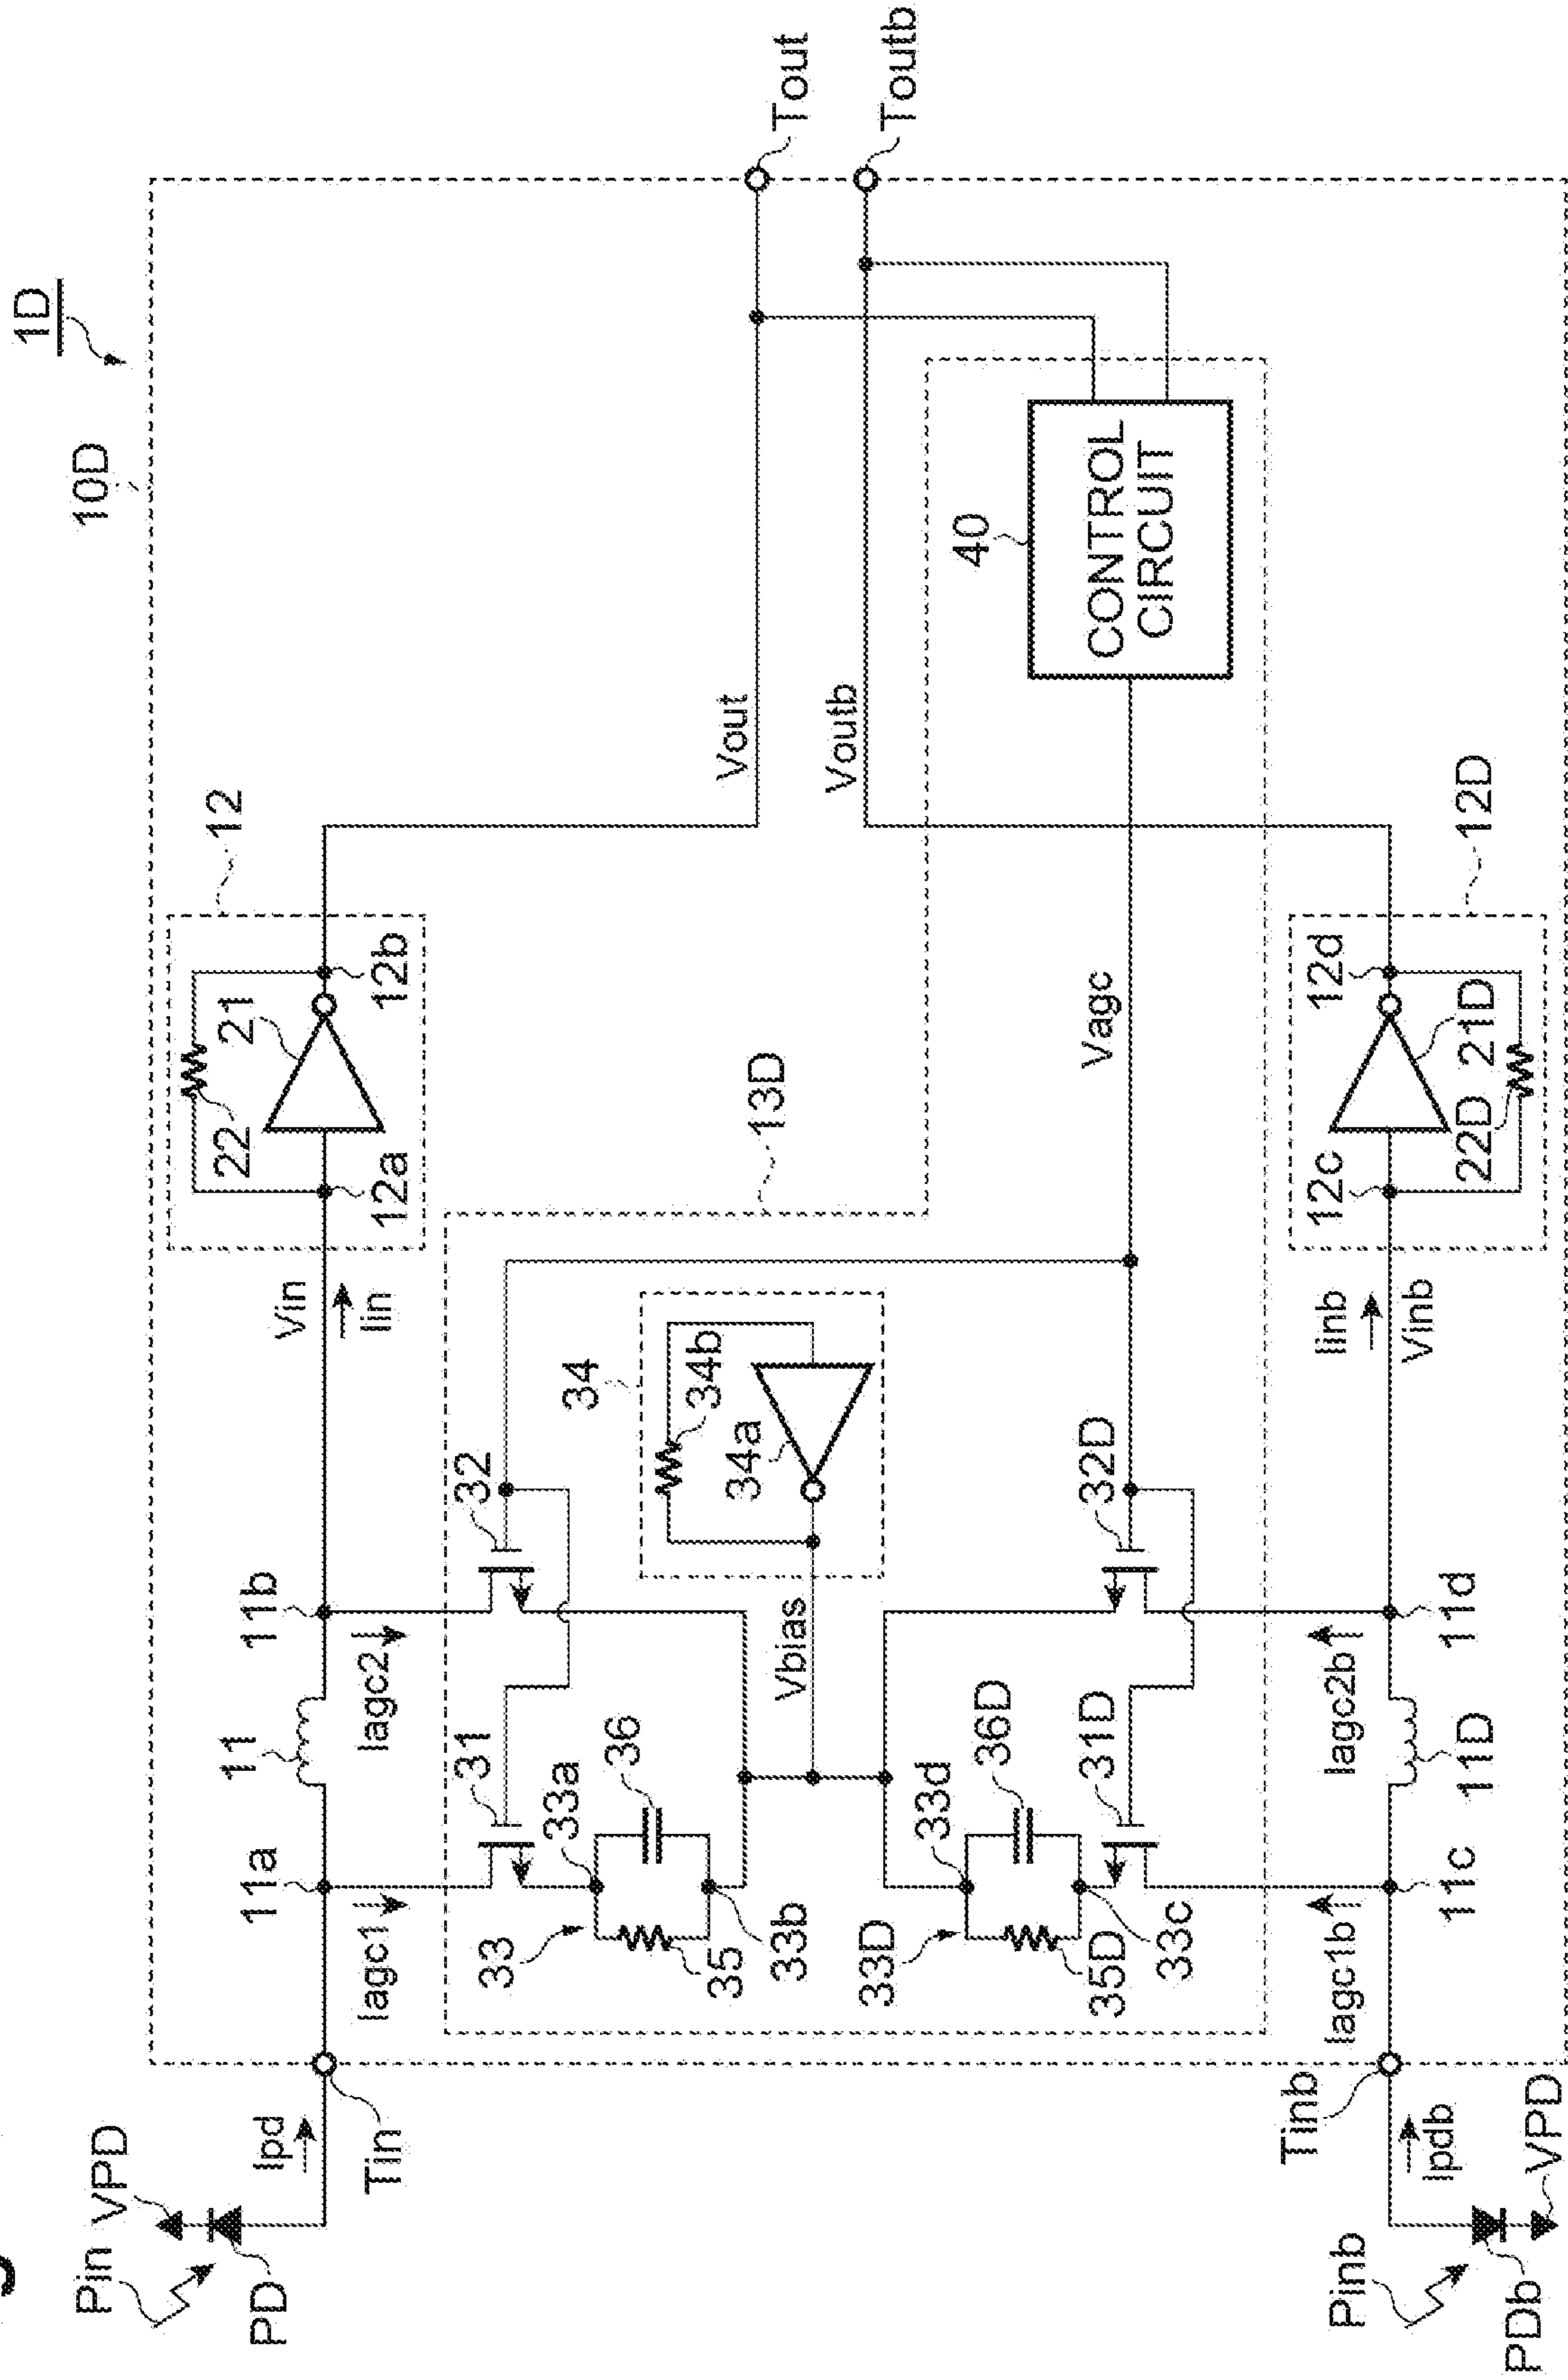 1D
10D
Pin
VPD
PD
Ipd
Tin
11a
11
11b
Iagc1
Iagc2
Vin
Iin
12
22
21
12a
12b
13D
31
32
33
33a
35
36
33b
34
34b
34a
Vbias
33D
33d
36D
35D
33c
31D
32D
Vagc
Vout
Voutb
40
CONTROL
CIRCUIT
Tout
Toutb
Iagc1b
Iagc2b
Iinb
Vinb
12c
12d
22D
21D
12D
Tinb
11c
11D
11d
Pinb
Ipdb
PDb
VPD